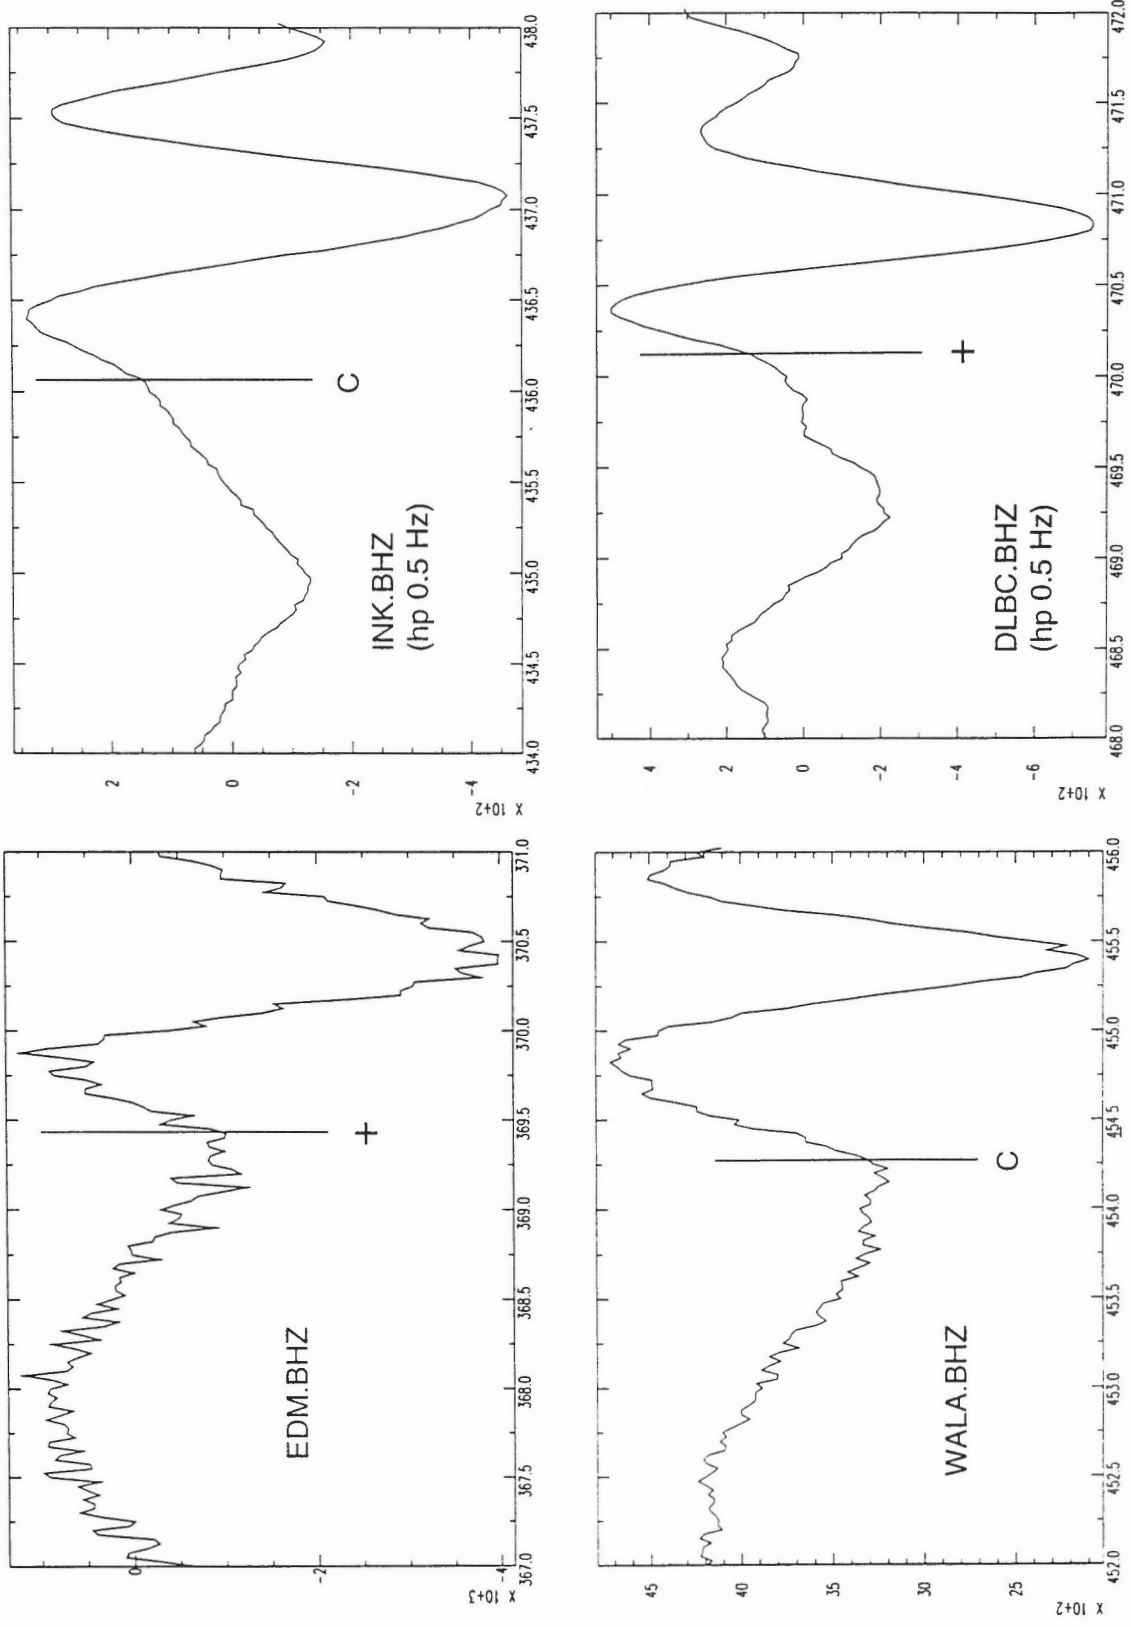 EDM.BHZ
+
0
-2
-4
X 10+3
367.0 367.5 368.0 368.5 369.0 369.5 370.0 370.5 371.0
INK.BHZ
(hp 0.5 Hz)
C
2
0
-2
-4
X 10+2
434.0 434.5 435.0 435.5 436.0 436.5 437.0 437.5 438.0
WALA.BHZ
C
45
40
35
30
25
X 10+2
452.0 452.5 453.0 453.5 454.0 454.5 455.0 455.5 456.0
DLBC.BHZ
(hp 0.5 Hz)
+
4
2
0
-2
-4
-6
X 10+2
468.0 468.5 469.0 469.5 470.0 470.5 471.0 471.5 472.0